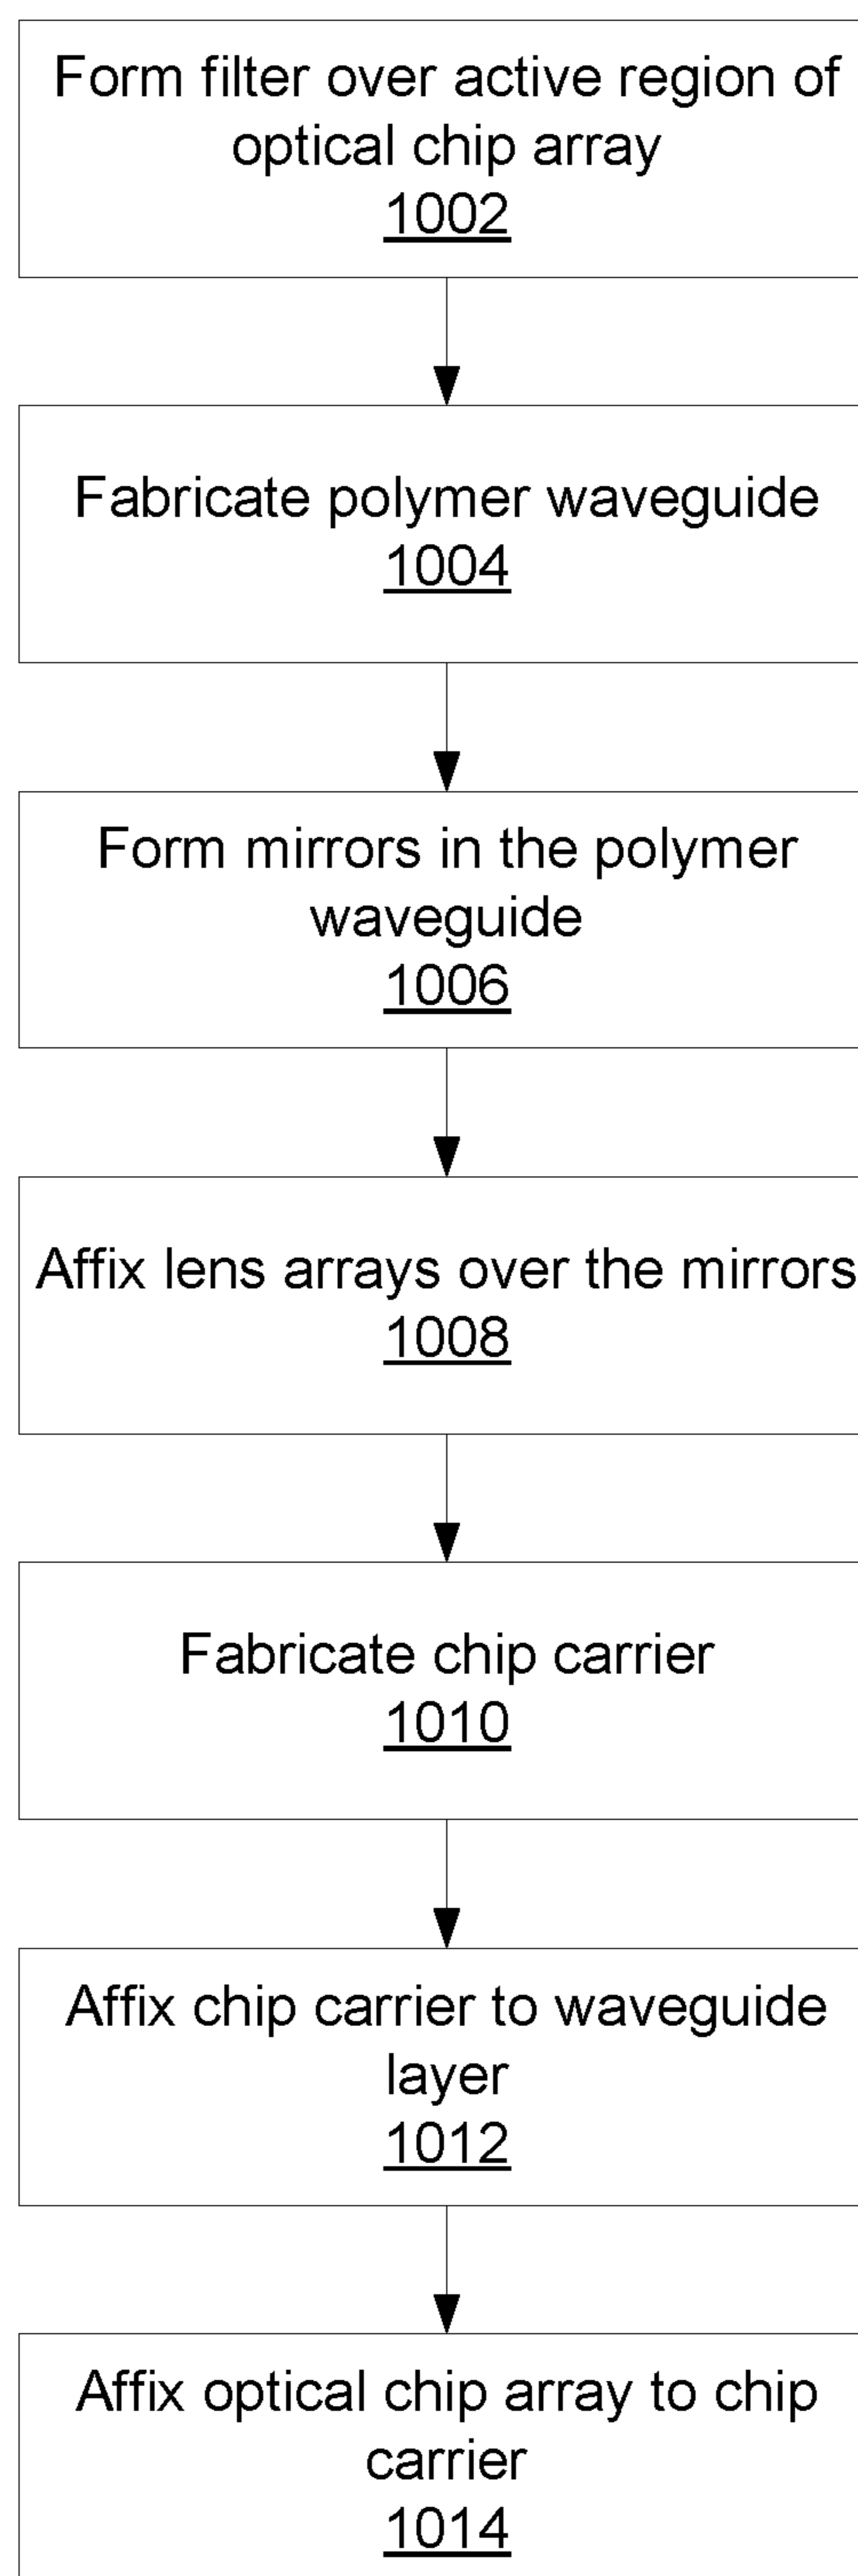 Form filter over active region of
optical chip array
1002
Fabricate polymer waveguide
1004
Form mirrors in the polymer
waveguide
1006
Affix lens arrays over the mirrors
1008
Fabricate chip carrier
1010
Affix chip carrier to waveguide
layer
1012
Affix optical chip array to chip
carrier
1014